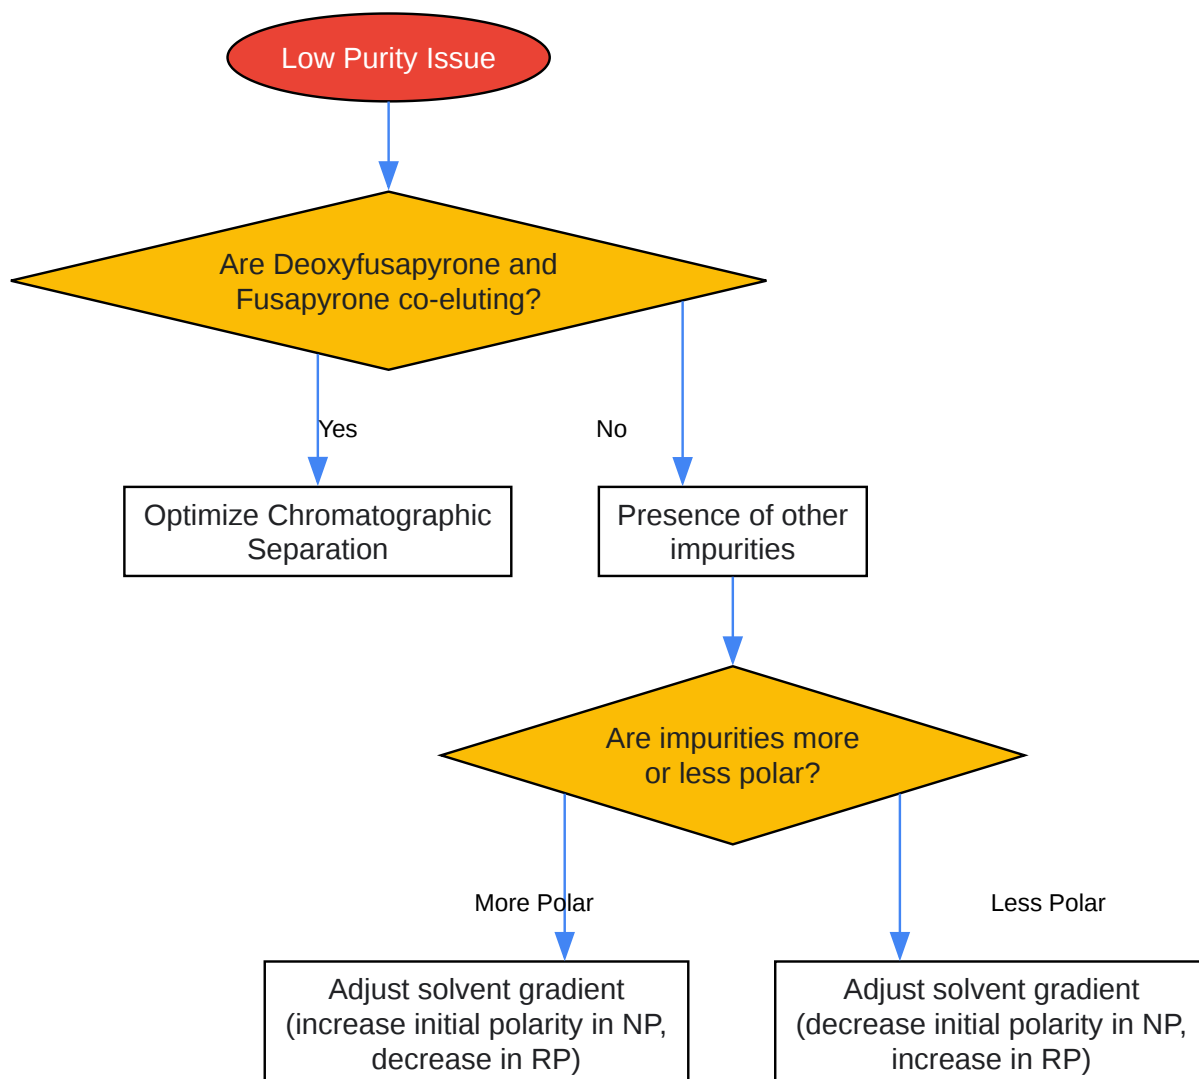 Low Purity Issue
Are Deoxyfusapyrone and
Fusapyrone co-eluting?
Yes
No
Optimize Chromatographic
Separation
Presence of other
impurities
Are impurities more
or less polar?
More Polar
Less Polar
Adjust solvent gradient
(increase initial polarity in NP,
decrease in RP)
Adjust solvent gradient
(decrease initial polarity in NP,
increase in RP)